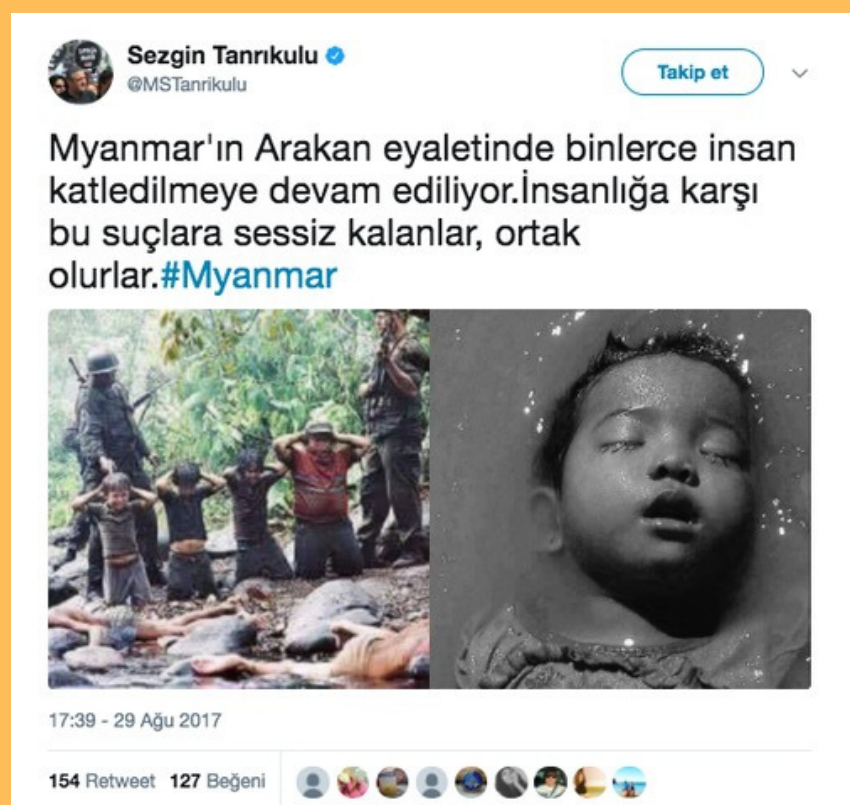 Sezgin Tanrıkulu
@MSTanrikulu
Takip et
Myanmar'ın Arakan eyaletinde binlerce insan
katledilmeye devam ediliyor.İnsanlığa karşı
bu suçlara sessiz kalanlar, ortak
olurlar.#Myanmar
17:39 - 29 Ağu 2017
154 Retweet 127 Beğeni